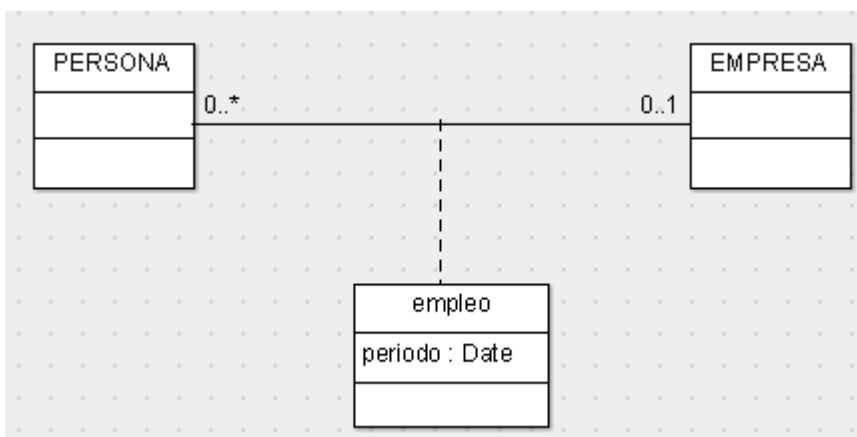 PERSONA
EMPRESA
0..*
0..1
empleo
periodo : Date